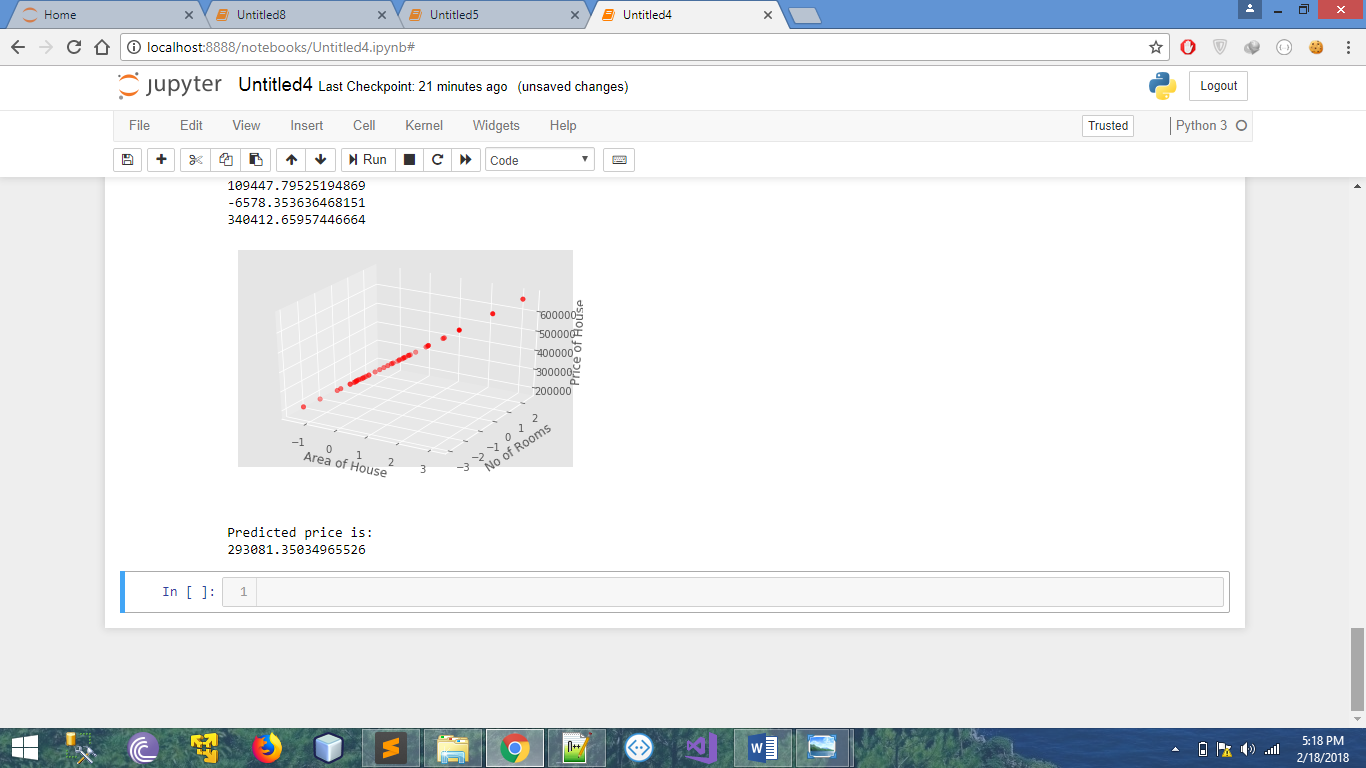 Home
Untitled8
Untitled5
Untitled4
localhost:8888/notebooks/Untitled4.ipynb#
jupyter Untitled4 Last Checkpoint: 21 minutes ago (unsaved changes)
Logout
File Edit View Insert Cell Kernel Widgets Help
Trusted
Python 3
Run
Code
109447.79525194869
-6578.353636468151
340412.65957446664
600000
500000
400000
300000
200000
Price of House
−1 0 1 2 3
Area of House
−3 −2 −1 0 1 2
No of Rooms
Predicted price is:
293081.35034965526
In [ ]: 1
5:18 PM
2/18/2018